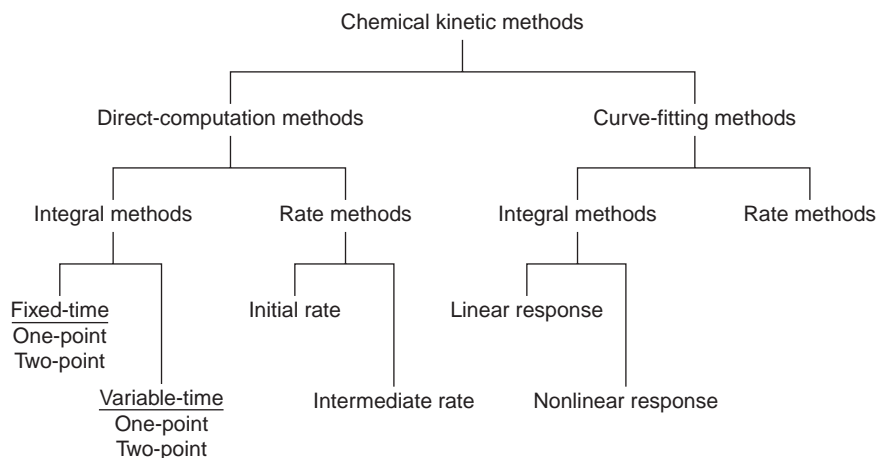 Chemical kinetic methods
Direct-computation methods
Curve-fitting methods
Integral methods
Rate methods
Integral methods
Rate methods
Fixed-time
One-point
Two-point
Initial rate
Linear response
Variable-time
One-point
Two-point
Intermediate rate
Nonlinear response